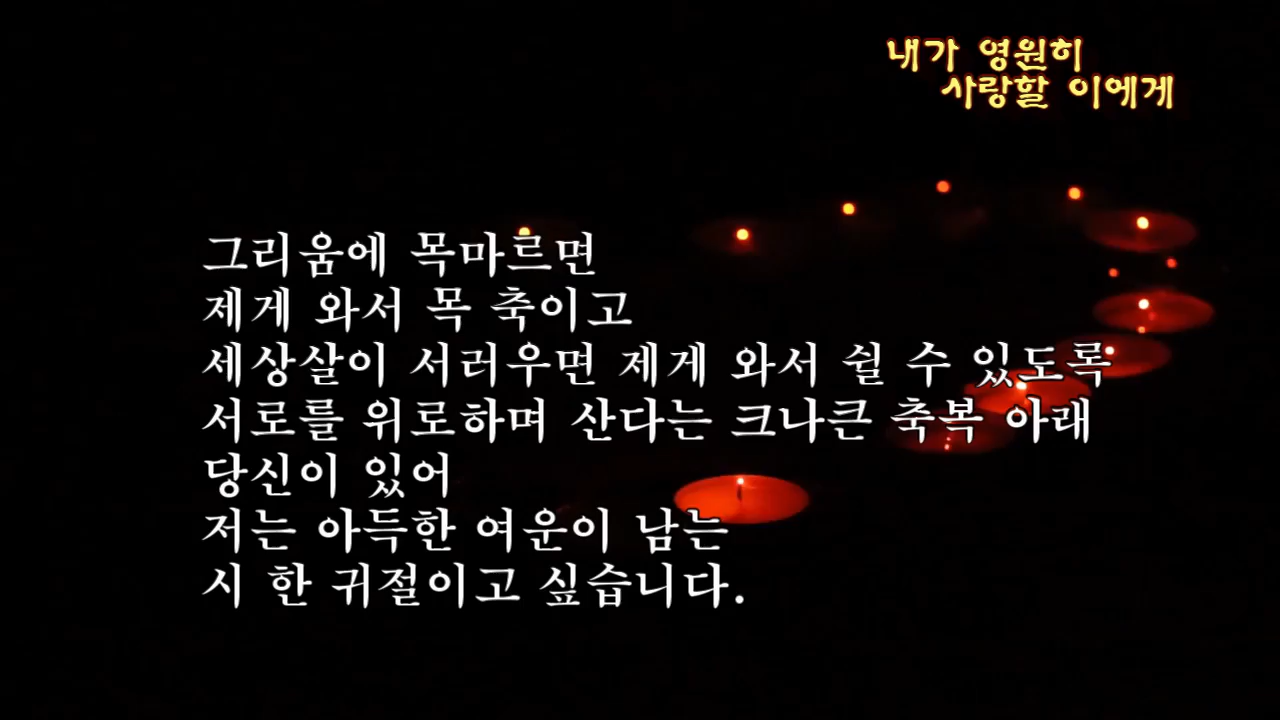 내가 영원히
사랑할 이에게
그리움에 목마르면
제게 와서 목 축이고
세상살이 서러우면 제게 와서 쉴 수 있도록
서로를 위로하며 산다는 크나큰 축복 아래
당신이 있어
저는 아득한 여운이 남는
시 한 귀절이고 싶습니다.